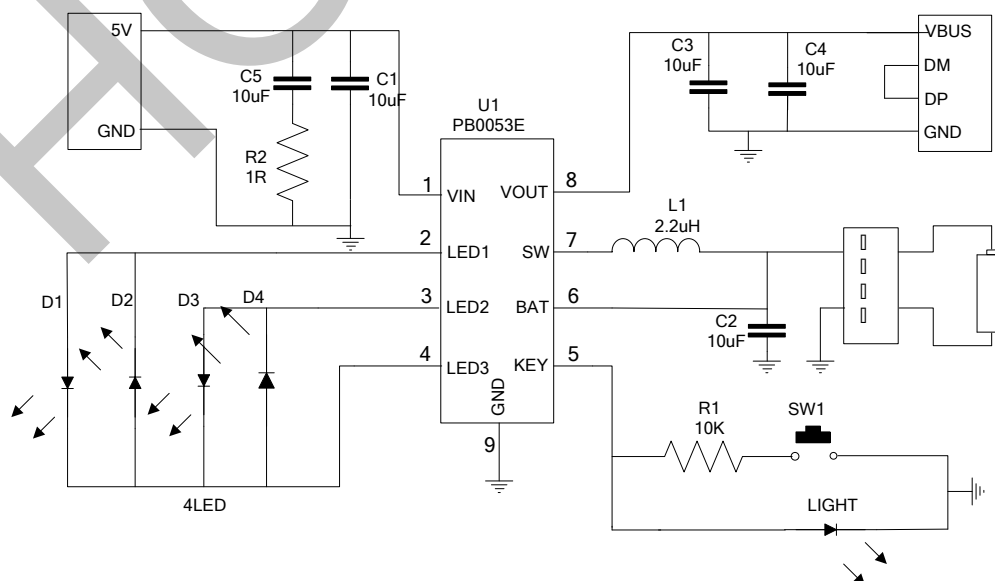 5V
GND
C5
10uF
C1
10uF
R2
1R
U1
PB0053E
1
VIN
2
LED1
3
LED2
4
LED3
GND
9
VOUT
8
SW
7
BAT
6
KEY
5
C3
10uF
C4
10uF
VBUS
DM
DP
GND
L1
2.2uH
C2
10uF
R1
10K
SW1
LIGHT
D1
D2
D3
D4
4LED